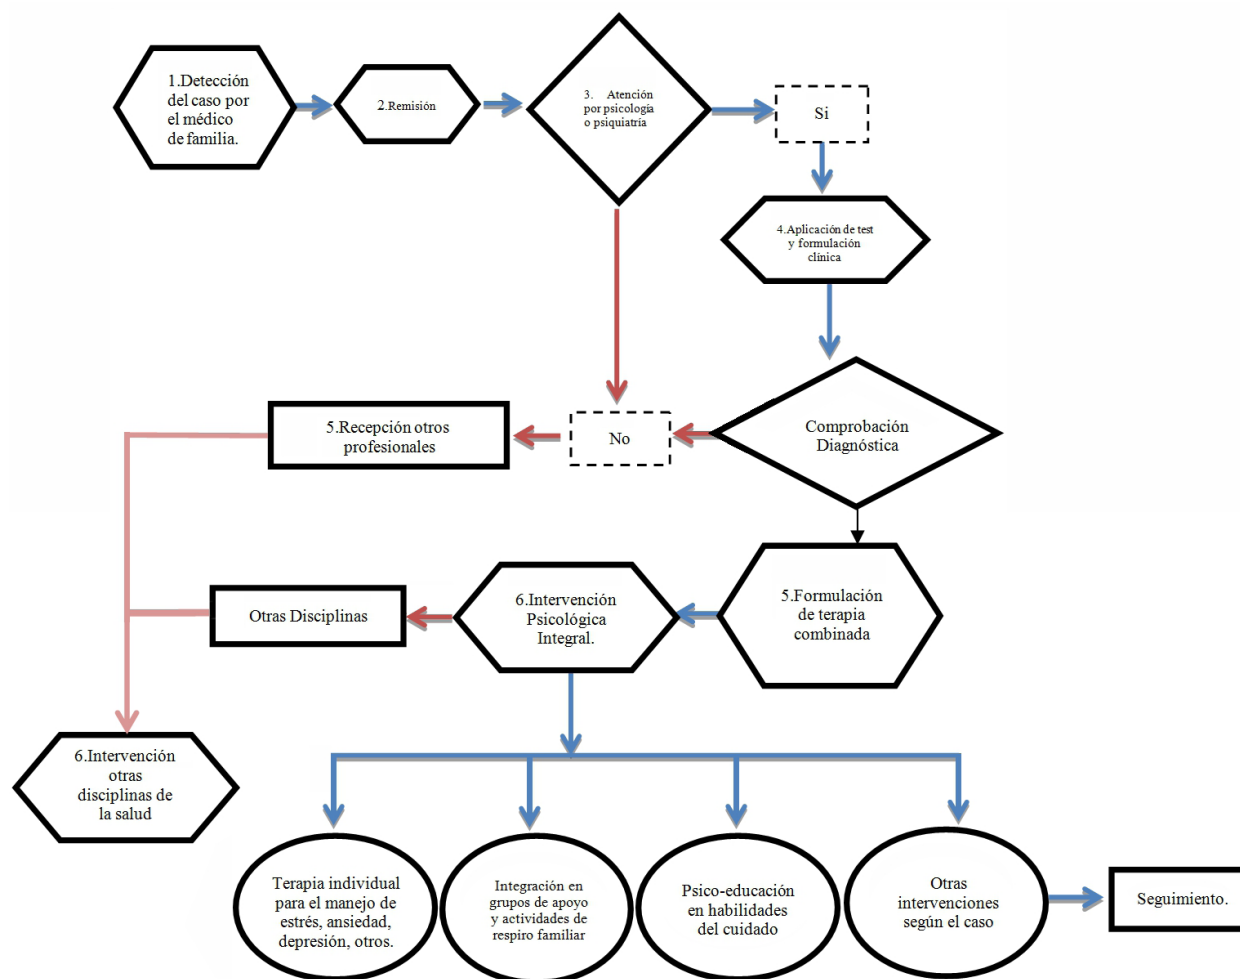 1.Detección
del caso por
el médico
de familia.
2.Remisión
3. Atención
por psicología
o psiquiatría
Si
4.Aplicación de test
y formulación
clínica
Comprobación
Diagnóstica
No
5.Recepción otros
profesionales
5.Formulación
de terapia
combinada
6.Intervención
Psicológica
Integral.
Otras Disciplinas
6.Intervención
otras
disciplinas de
la salud
Terapia individual
para el manejo de
estrés, ansiedad,
depresión, otros.
Integración en
grupos de apoyo
y actividades de
respiro familiar
Psico-educación
en habilidades
del cuidado
Otras
intervenciones
según el caso
Seguimiento.